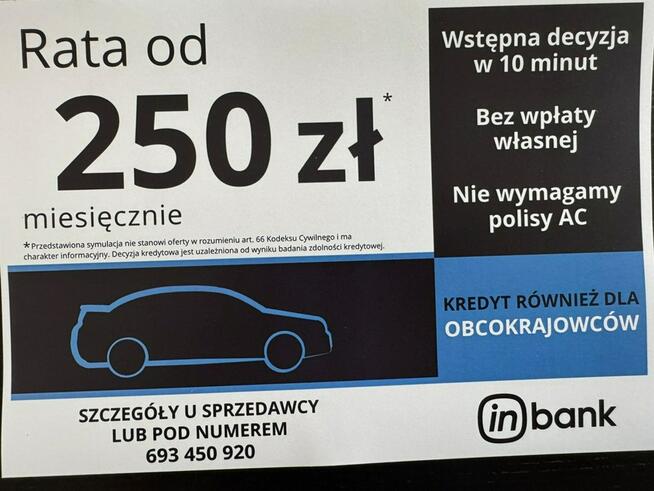 Rata od
250 zł*
miesięcznie
*Przedstawiona symulacja nie stanowi oferty w rozumieniu art. 66 Kodeksu Cywilnego i ma
charakter informacyjny. Decyzja kredytowa jest uzależniona od wyniku badania zdolności kredytowej.
Wstępna decyzja
w 10 minut
Bez wpłaty
własnej
Nie wymagamy
polisy AC
KREDYT RÓWNIEŻ DLA
OBCOKRAJOWCÓW
SZCZEGÓŁY U SPRZEDAWCY
LUB POD NUMEREM
693 450 920
inbank